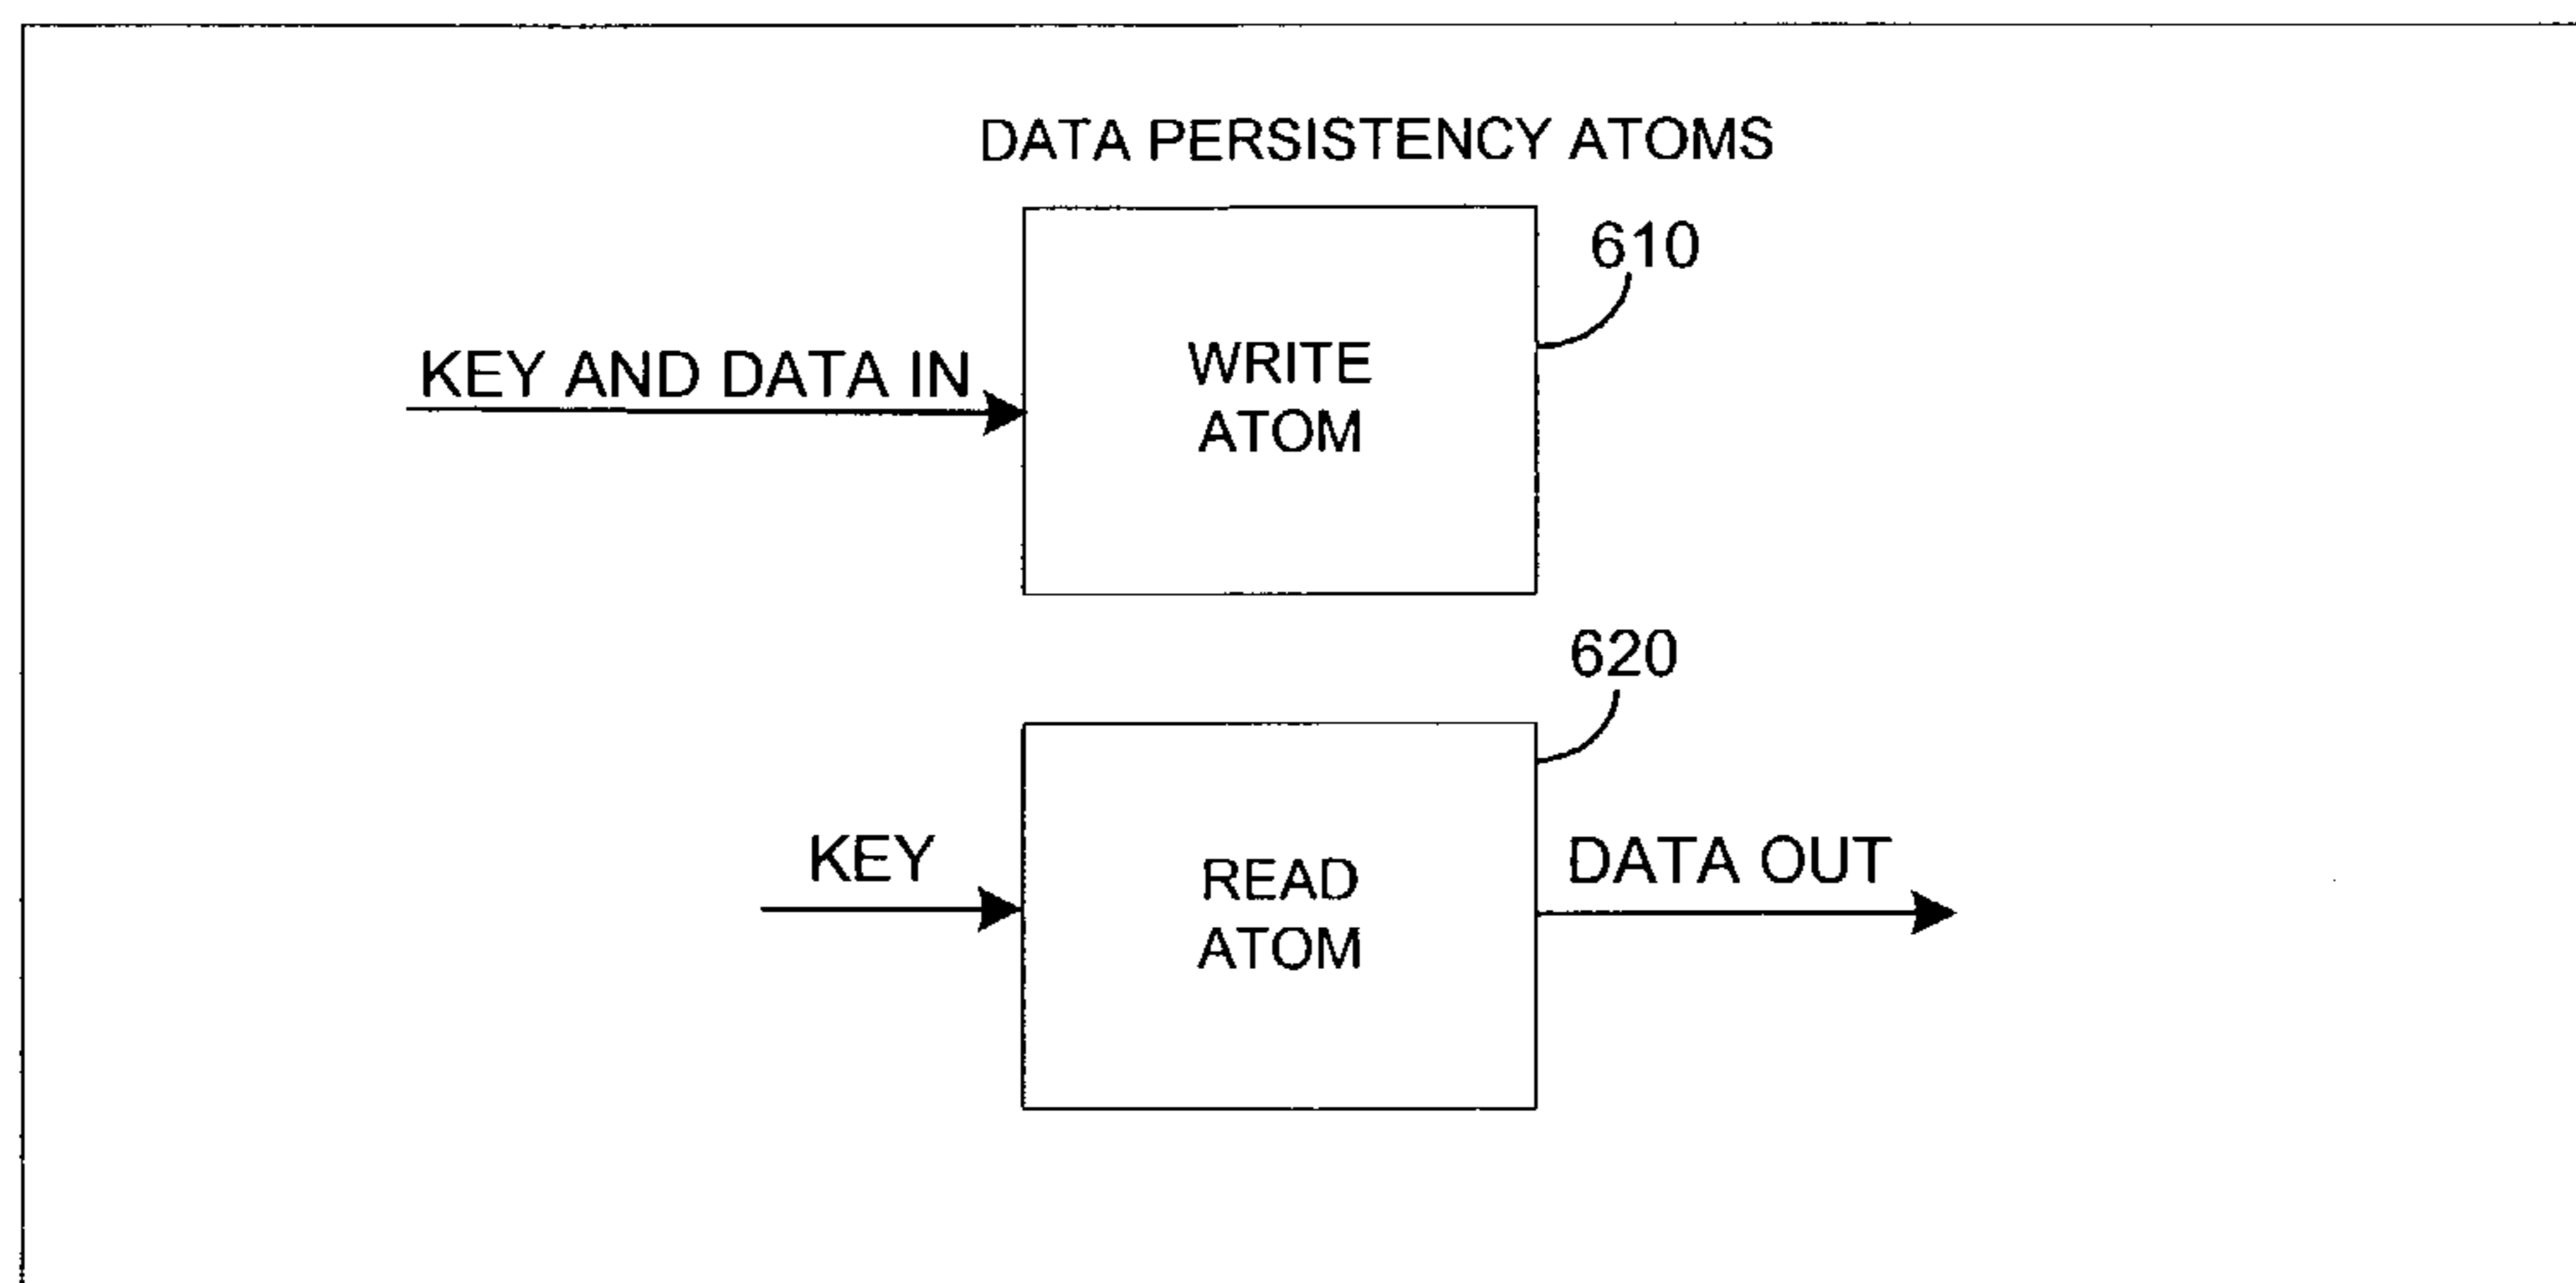 DATA PERSISTENCY ATOMS
610
KEY AND DATA IN
WRITE
ATOM
620
KEY
READ
ATOM
DATA OUT